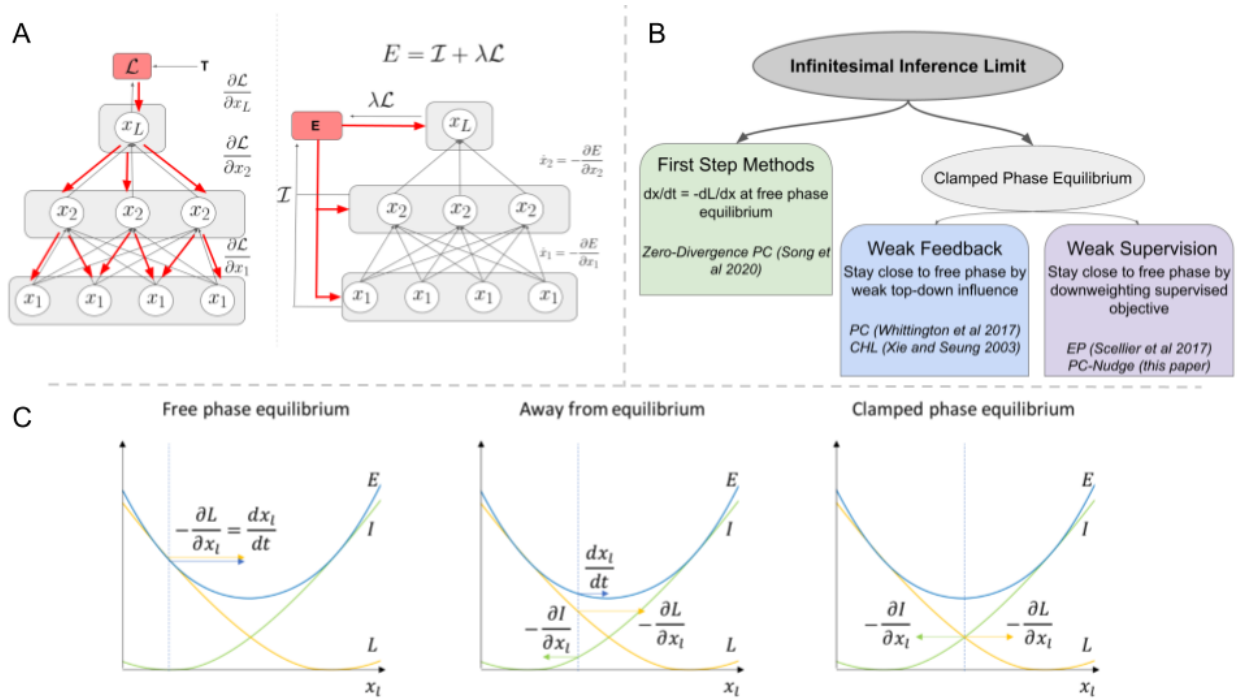 A
ℒ
T
∂ℒ/∂x_L
x_L
∂ℒ/∂x_2
x_2 x_2 x_2
∂ℒ/∂x_1
x_1 x_1 x_1 x_1
E = ℐ + λℒ
λℒ
E
x_L
ẋ_2 = −∂E/∂x_2
ℐ
x_2 x_2 x_2
ẋ_1 = −∂E/∂x_1
x_1 x_1 x_1 x_1
B
Infinitesimal Inference Limit
First Step Methods
dx/dt = -dL/dx at free phase
equilibrium
Zero-Divergence PC (Song et
al 2020)
Clamped Phase Equilibrium
Weak Feedback
Stay close to free phase by
weak top-down influence
PC (Whittington et al 2017)
CHL (Xie and Seung 2003)
Weak Supervision
Stay close to free phase by
downweighting supervised
objective
EP (Scellier et al 2017)
PC-Nudge (this paper)
C
Free phase equilibrium
E
I
−∂L/∂x_l = dx_l/dt
L
x_l
Away from equilibrium
E
I
dx_l/dt
−∂I/∂x_l
−∂L/∂x_l
L
x_l
Clamped phase equilibrium
E
I
−∂I/∂x_l
−∂L/∂x_l
L
x_l